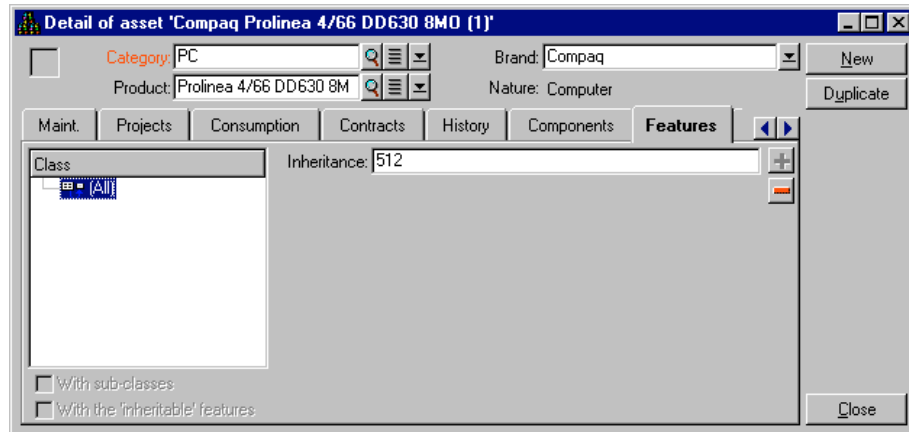 Detail of asset 'Compaq Prolinea 4/66 DD630 8MO (1)'
Category: PC Brand: Compaq New
Product: Prolinea 4/66 DD630 8M Nature: Computer Duplicate
Maint. Projects Consumption Contracts History Components Features
Class Inheritance: 512
(All)
With sub-classes
With the 'inheritable' features Close